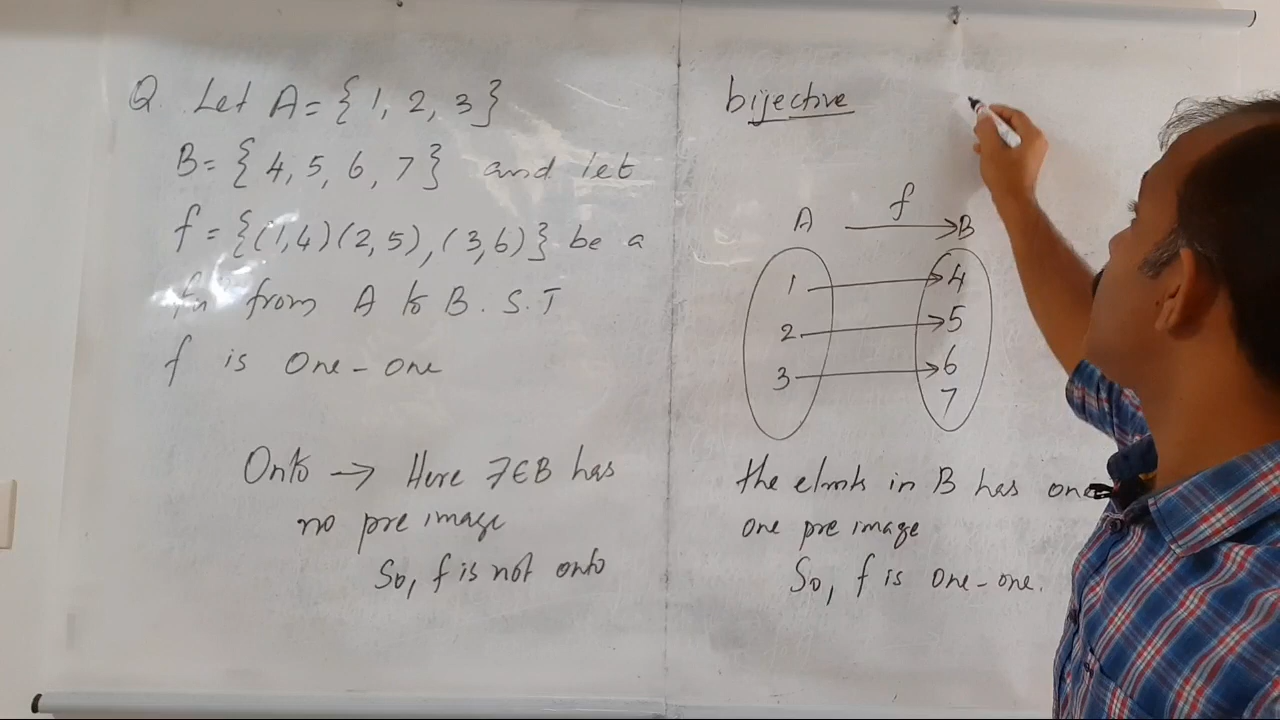 Q. Let A = {1, 2, 3}
B = {4, 5, 6, 7} and let
f = {(1,4)(2,5),(3,6)} be a
fn from A to B. S.T
f is one-one
Onto → Here 7∈B has
no pre image
So, f is not onto
bijective
f
A → B
1 → 4
2 → 5
3 → 6
7
the elmts in B has one
one pre image
So, f is one-one.